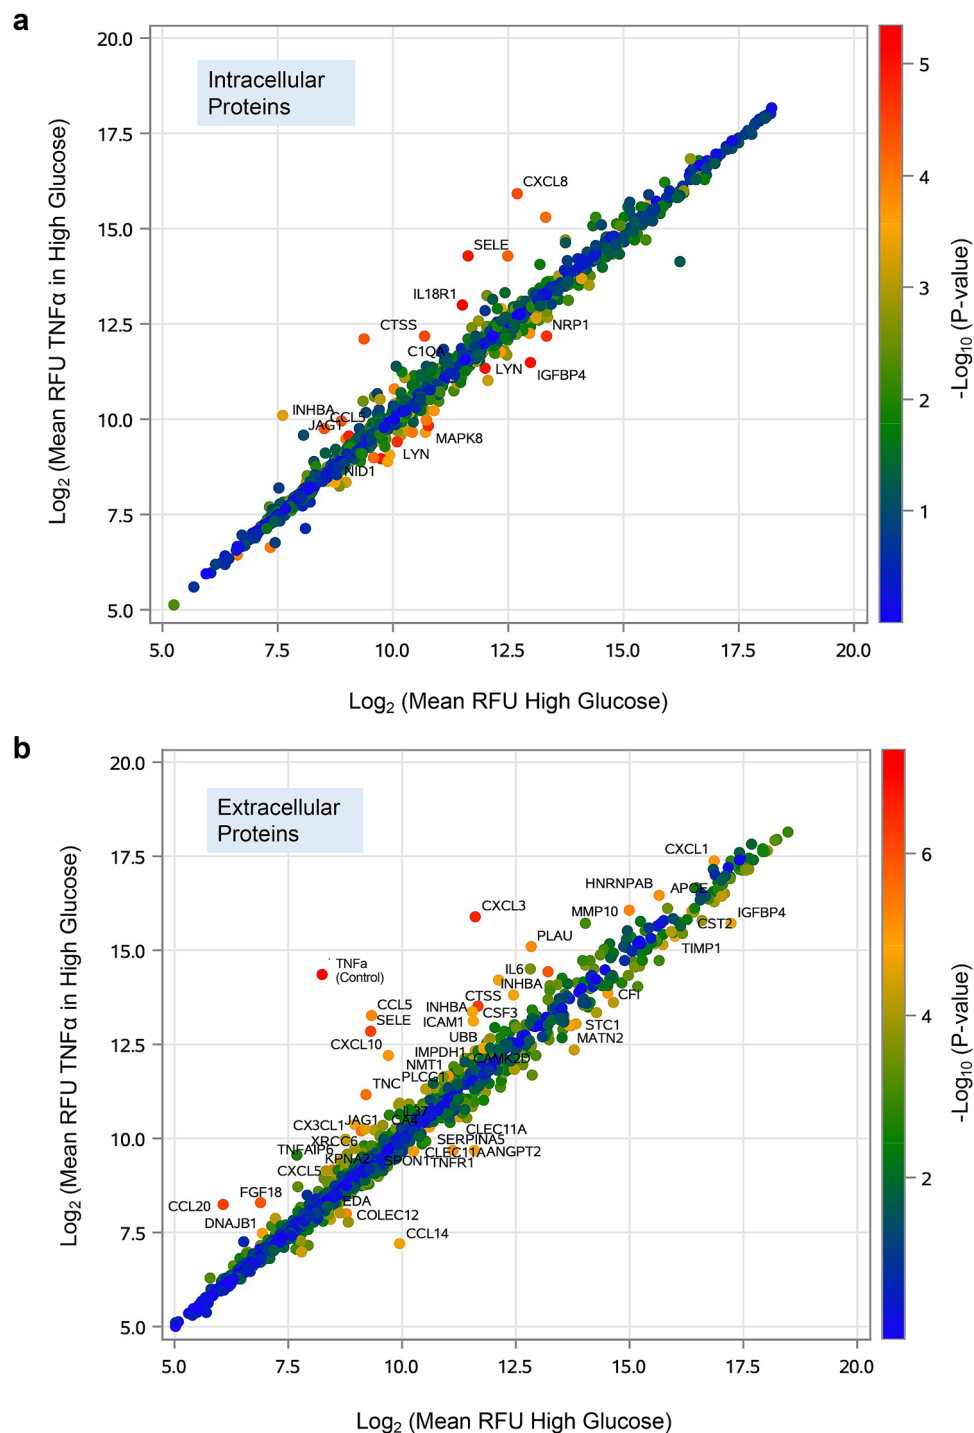 a
20.0
17.5
15.0
12.5
10.0
7.5
5.0
Log2 (Mean RFU TNFα in High Glucose)
Intracellular
Proteins
CXCL8
SELE
IL18R1
CTSS
C1QA
NRP1
LYN
IGFBP4
INHBA
CCL5
JAG1
MAPK8
LYN
NID1
5.0
7.5
10.0
12.5
15.0
17.5
20.0
Log2 (Mean RFU High Glucose)
5
4
3
2
1
-Log10 (P-value)
b
20.0
17.5
15.0
12.5
10.0
7.5
5.0
Log2 (Mean RFU TNFα in High Glucose)
Extracellular
Proteins
CXCL1
HNRNPAB
APOE
CXCL3
MMP10
IGFBP4
CST2
PLAU
TIMP1
TNFa
(Control)
IL6
INHBA
CTSS
CFI
CCL5
INHBA
CSF3
SELE
ICAM1
STC1
UBB
MATN2
CXCL10
IMPDH1
CAMK2D
NMT1
PLCG1
TNC
IL37
JAG1
CA4
CX3CL1
CLEC11A
XRCC6
SERPINA5
TNFAIP6
CLEC11A
ANGPT2
KPNA2
SPON1
TNFR1
CXCL5
FGF18
CCL20
EDA
DNAJB1
COLEC12
CCL14
5.0
7.5
10.0
12.5
15.0
17.5
20.0
Log2 (Mean RFU High Glucose)
6
4
2
-Log10 (P-value)